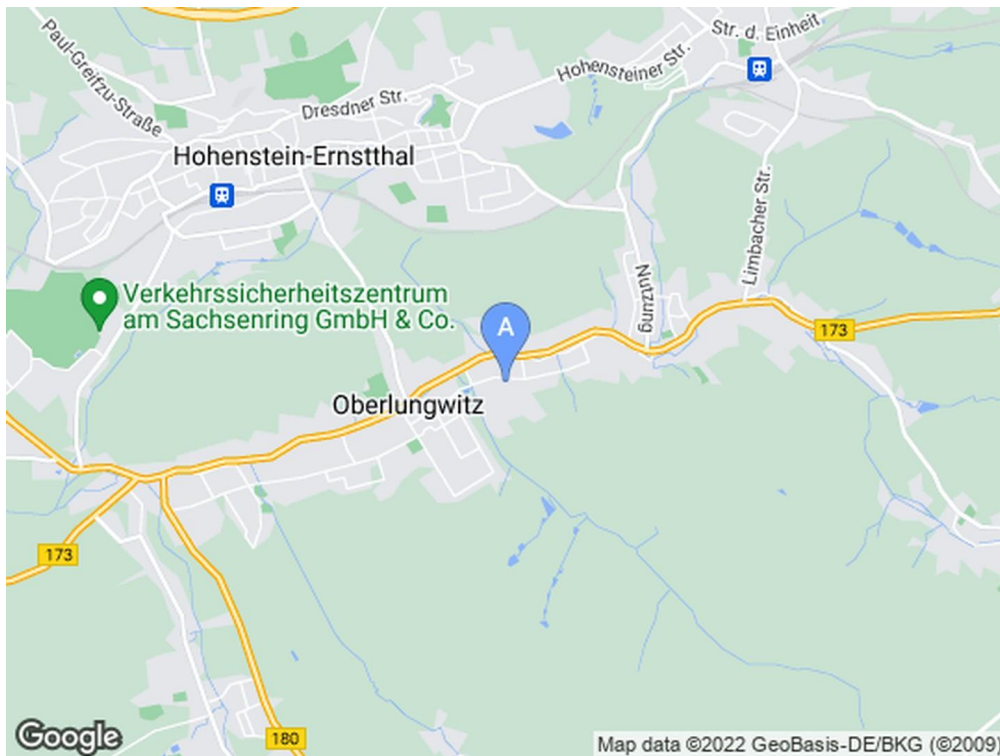 Str. d. Einheit
Paul-Greifzu-Straße
Hohensteiner Str.
Dresdner Str.
Hohenstein-Ernstthal
Limbacher Str.
Nutzung
Verkehrssicherheitszentrum
am Sachsenring GmbH & Co.
A
173
Oberlungwitz
173
180
Google
Map data ©2022 GeoBasis-DE/BKG (©2009)